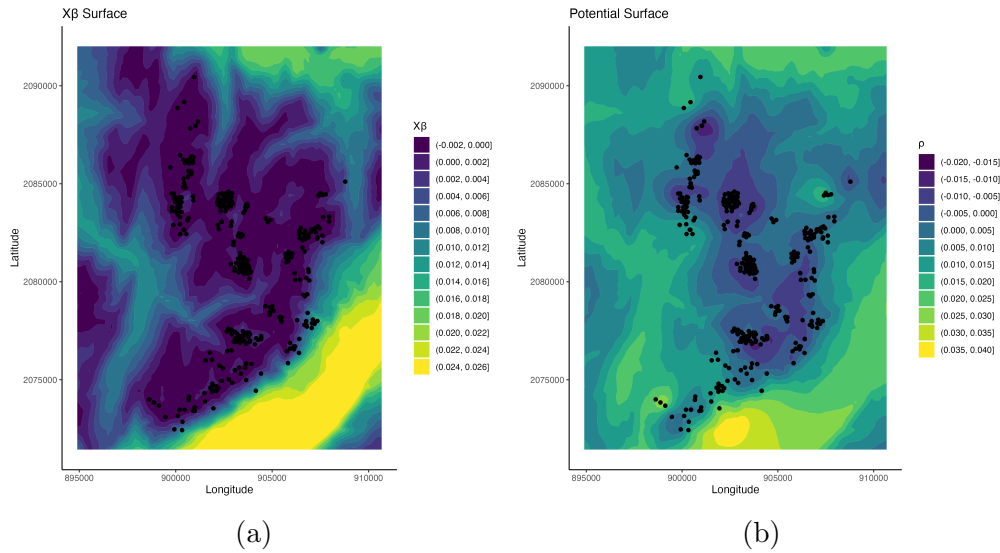 Xβ Surface
Latitude
2090000
2085000
2080000
2075000
895000 900000 905000 910000
Longitude
Xβ
(-0.002, 0.000]
(0.000, 0.002]
(0.002, 0.004]
(0.004, 0.006]
(0.006, 0.008]
(0.008, 0.010]
(0.010, 0.012]
(0.012, 0.014]
(0.014, 0.016]
(0.016, 0.018]
(0.018, 0.020]
(0.020, 0.022]
(0.022, 0.024]
(0.024, 0.026]
(a)
Potential Surface
Latitude
2090000
2085000
2080000
2075000
895000 900000 905000 910000
Longitude
ρ
(-0.020, -0.015]
(-0.015, -0.010]
(-0.010, -0.005]
(-0.005, 0.000]
(0.000, 0.005]
(0.005, 0.010]
(0.010, 0.015]
(0.015, 0.020]
(0.020, 0.025]
(0.025, 0.030]
(0.030, 0.035]
(0.035, 0.040]
(b)